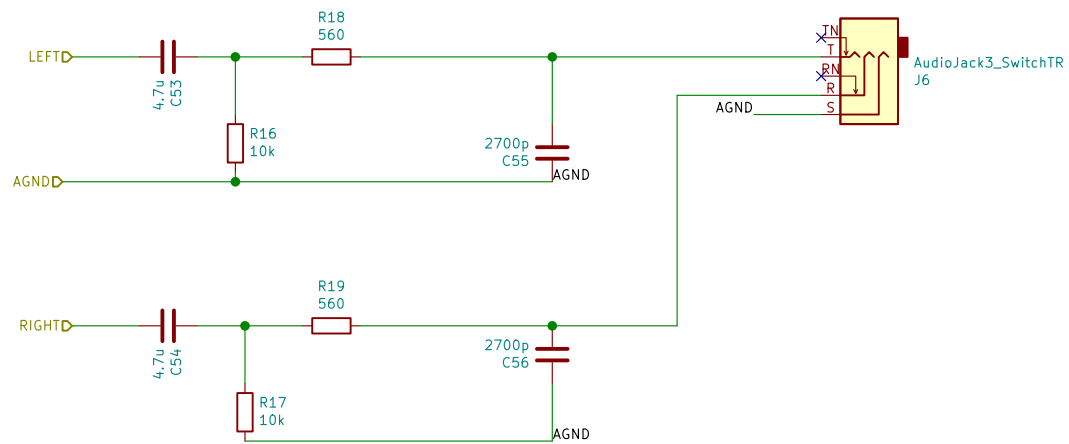 R18
560
LEFT
4.7u
C53
R16
10k
2700p
C55
AGND
AGND
TN
T
RN
R
S
AGND
AudioJack3_SwitchTR
J6
R19
560
RIGHT
4.7u
C54
2700p
C56
R17
10k
AGND